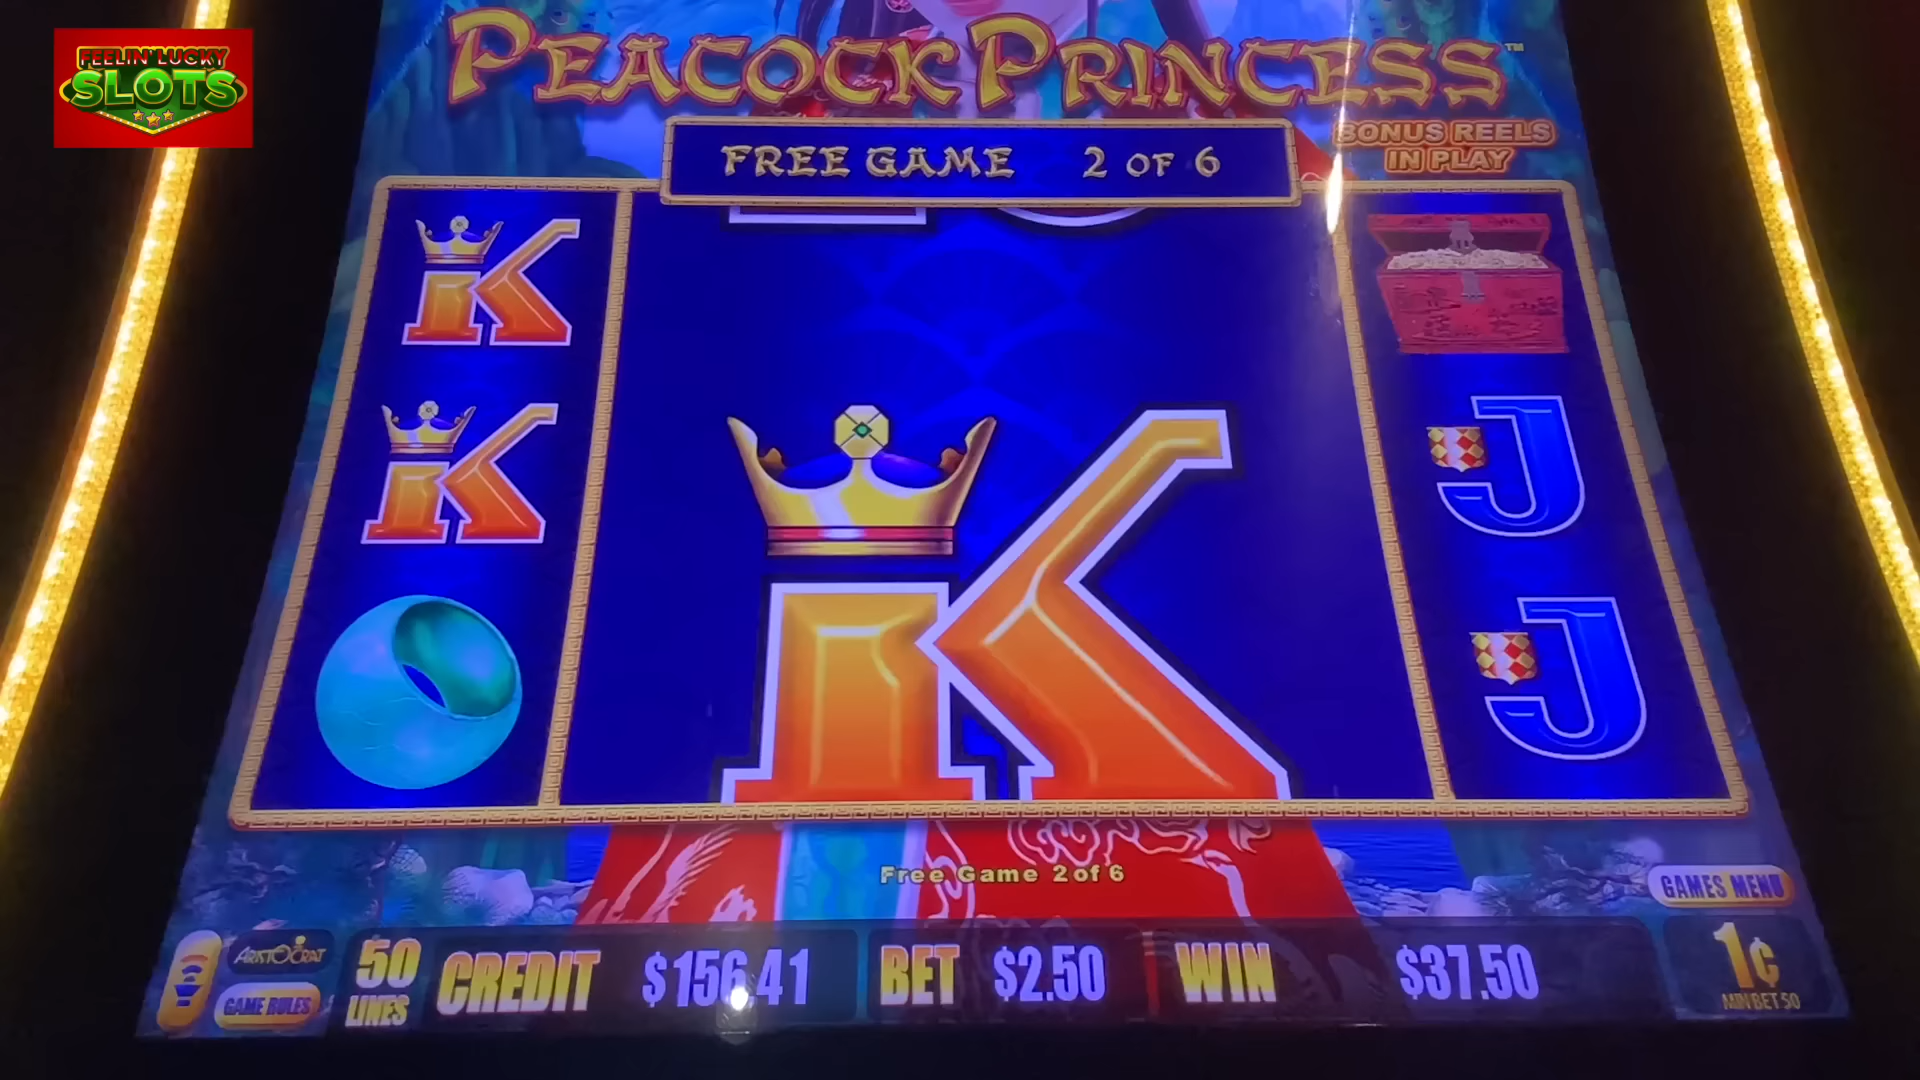 FEELIN' LUCKY
SLOTS
PEACOCK PRINCESS™
BONUS REELS
IN PLAY
FREE GAME 2 OF 6
K
K
K
J
J
Free Game 2 of 6
GAMES MENU
ARISTOCRAT
GAME RULES
50
LINES
CREDIT $156.41
BET $2.50
WIN $37.50
1¢
MIN BET 50